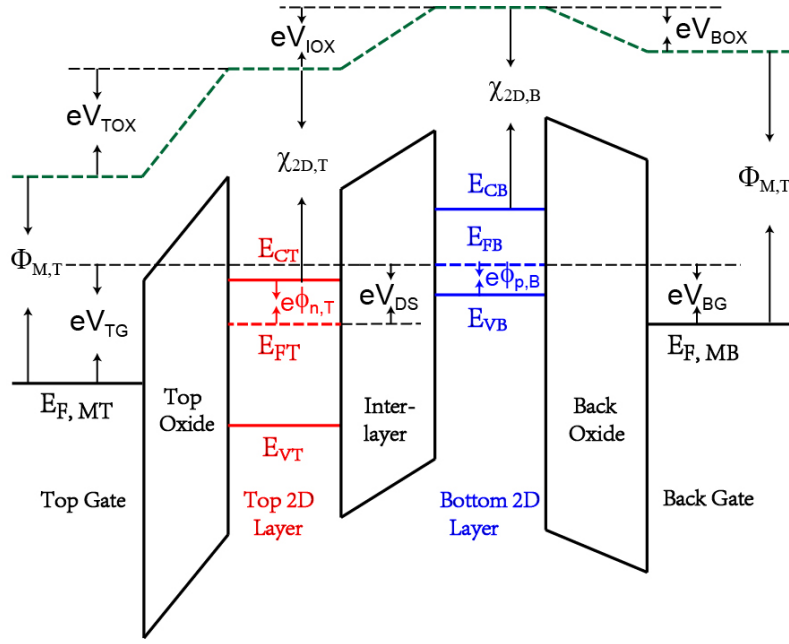 eV_IOX
eV_BOX
eV_TOX
χ_2D,B
χ_2D,T
Φ_M,T
E_CB
Φ_M,T
E_CT
E_FB
eϕ_p,B
eV_TG
eϕ_n,T
eV_DS
eV_BG
E_VB
E_FT
E_F, MB
E_F, MT
Top
Oxide
Inter-
layer
Back
Oxide
E_VT
Top Gate
Top 2D
Layer
Bottom 2D
Layer
Back Gate